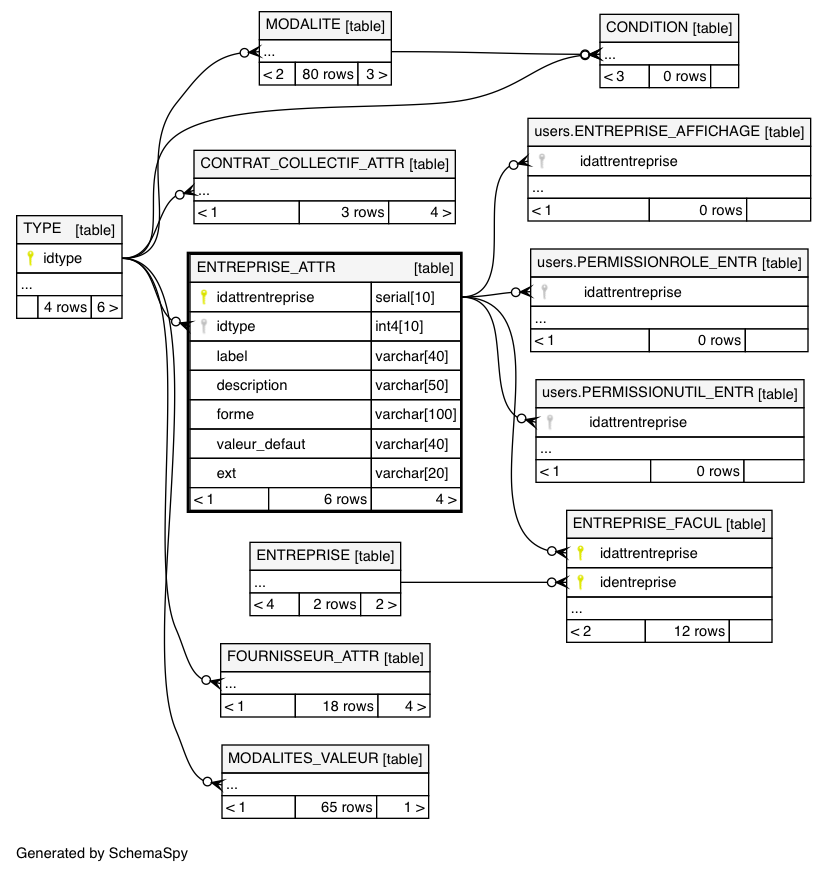 MODALITE [table]
...
< 2 80 rows 3 >
CONDITION [table]
...
< 3 0 rows
users.ENTREPRISE_AFFICHAGE [table]
idattrentreprise
...
< 1 0 rows
CONTRAT_COLLECTIF_ATTR [table]
...
< 1 3 rows 4 >
TYPE [table]
idtype
...
4 rows 6 >
ENTREPRISE_ATTR [table]
idattrentreprise serial[10]
idtype int4[10]
label varchar[40]
description varchar[50]
forme varchar[100]
valeur_defaut varchar[40]
ext varchar[20]
< 1 6 rows 4 >
users.PERMISSIONROLE_ENTR [table]
idattrentreprise
...
< 1 0 rows
users.PERMISSIONUTIL_ENTR [table]
idattrentreprise
...
< 1 0 rows
ENTREPRISE_FACUL [table]
idattrentreprise
identreprise
...
< 2 12 rows
ENTREPRISE [table]
...
< 4 2 rows 2 >
FOURNISSEUR_ATTR [table]
...
< 1 18 rows 4 >
MODALITES_VALEUR [table]
...
< 1 65 rows 1 >
Generated by SchemaSpy